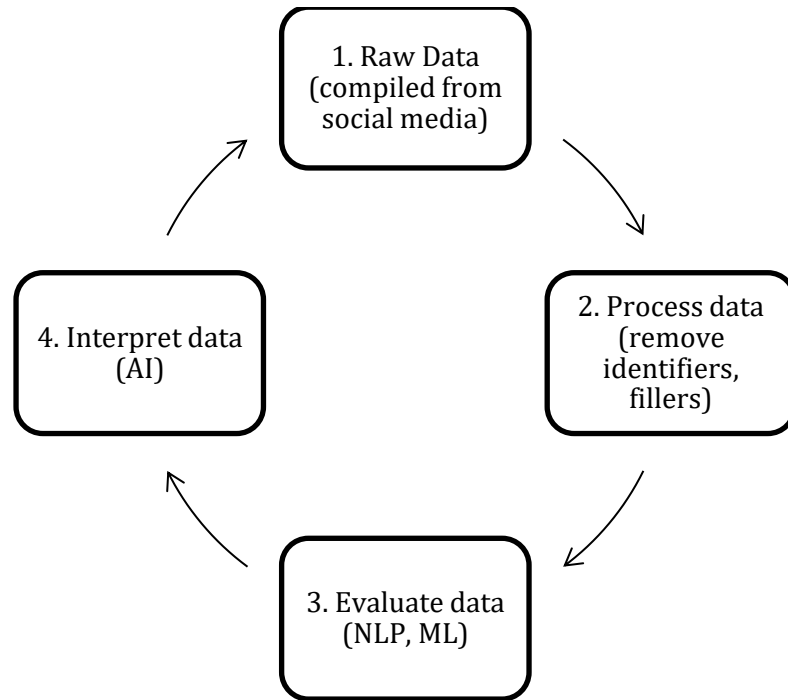 1. Raw Data
(compiled from
social media)
2. Process data
(remove
identifiers,
fillers)
3. Evaluate data
(NLP, ML)
4. Interpret data
(AI)